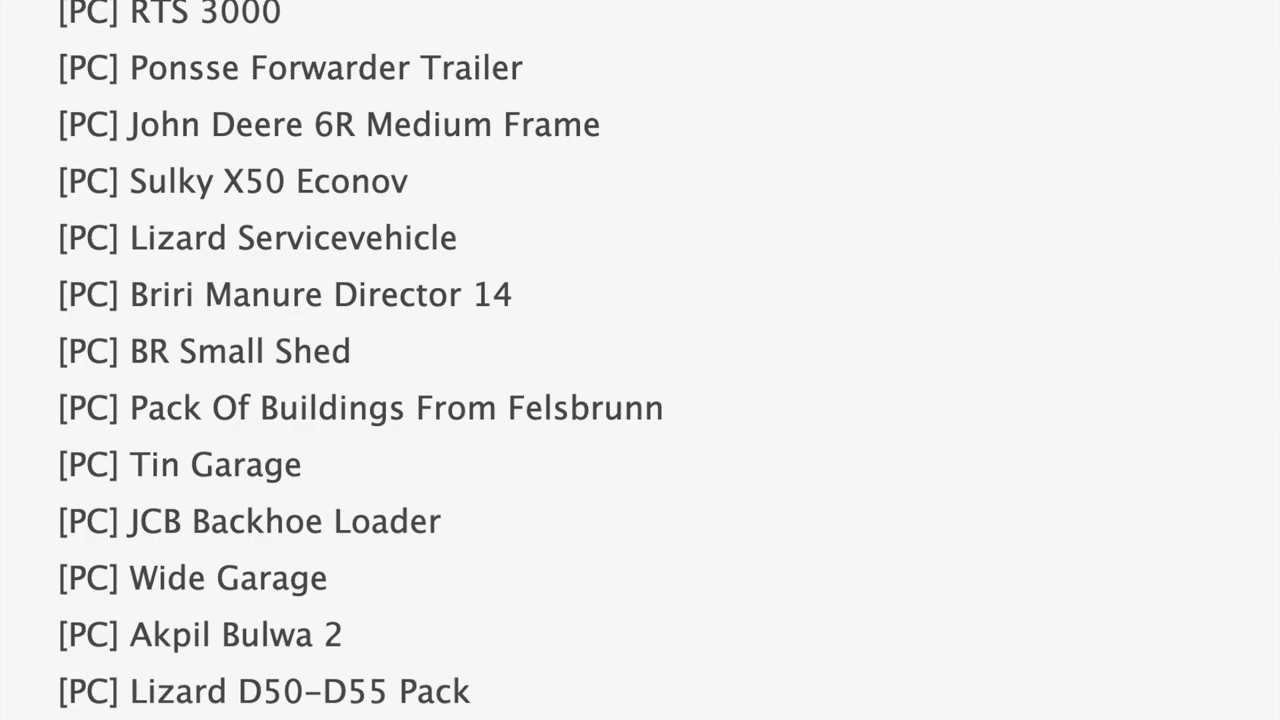 [PC] RTS 3000
[PC] Ponsse Forwarder Trailer
[PC] John Deere 6R Medium Frame
[PC] Sulky X50 Econov
[PC] Lizard Servicevehicle
[PC] Briri Manure Director 14
[PC] BR Small Shed
[PC] Pack Of Buildings From Felsbrunn
[PC] Tin Garage
[PC] JCB Backhoe Loader
[PC] Wide Garage
[PC] Akpil Bulwa 2
[PC] Lizard D50-D55 Pack